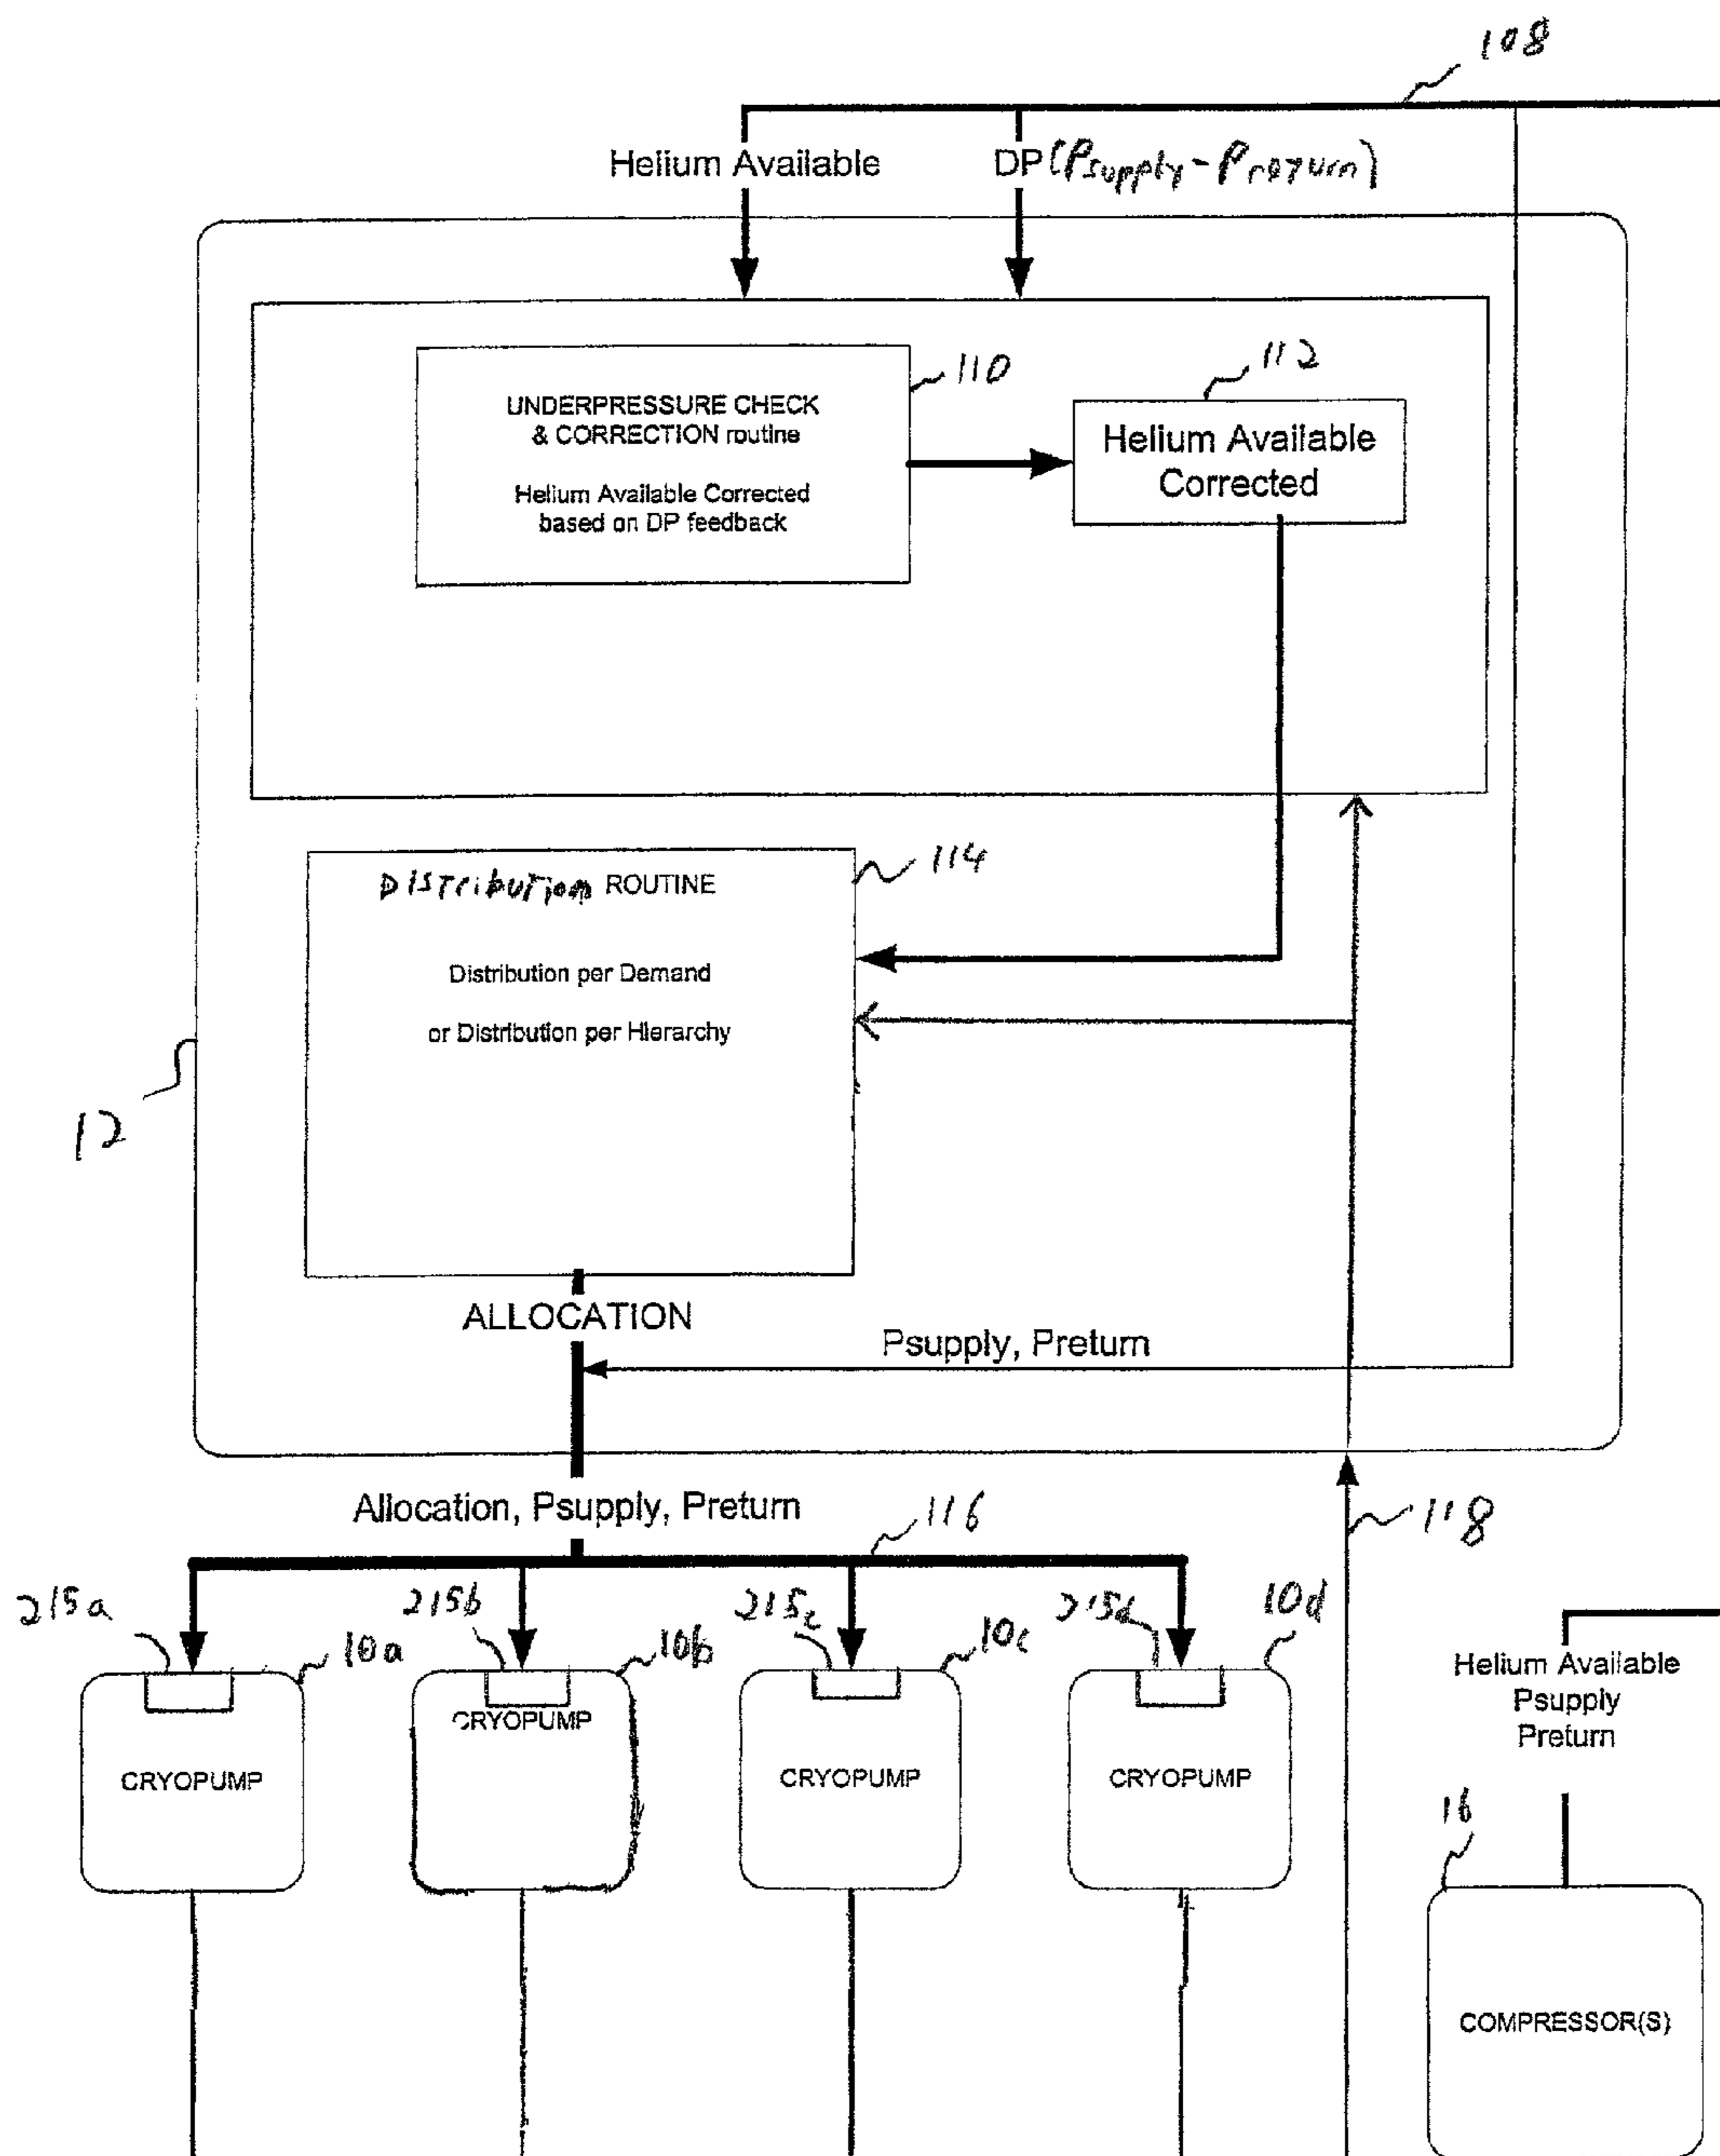 108
Helium Available
DP (Psupply - Preturn)
110
112
UNDERPRESSURE CHECK
& CORRECTION routine
Helium Available Corrected
based on DP feedback
Helium Available
Corrected
114
Distribution ROUTINE
Distribution per Demand
or Distribution per Hierarchy
12
ALLOCATION
Psupply, Preturn
Allocation, Psupply, Preturn
116
118
215a
10a
215b
10b
215c
10c
215d
10d
CRYOPUMP
CRYOPUMP
CRYOPUMP
CRYOPUMP
Helium Available
Psupply
Preturn
16
COMPRESSOR(S)